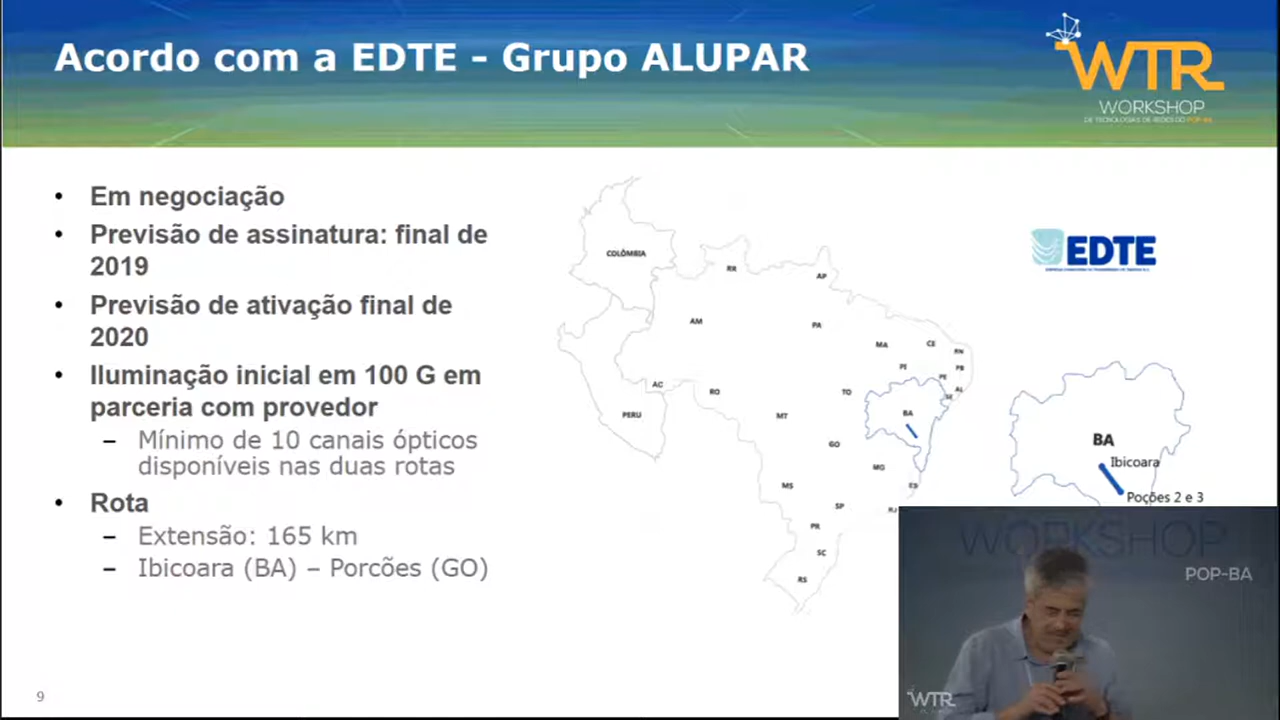 Acordo com a EDTE - Grupo ALUPAR
WTR
WORKSHOP
DE TECNOLOGIAS DE REDES DO POP-BA
• Em negociação
• Previsão de assinatura: final de
2019
• Previsão de ativação final de
2020
• Iluminação inicial em 100 G em
parceria com provedor
– Mínimo de 10 canais ópticos
disponíveis nas duas rotas
• Rota
– Extensão: 165 km
– Ibicoara (BA) – Porcões (GO)
COLÔMBIA
RR
AP
AM
PA
MA
CE
RN
PB
PI
PE
AL
SE
AC
RO
TO
PERU
MT
BA
GO
MG
ES
MS
SP
RJ
PR
SC
RS
EDTE
BA
Ibicoara
Poções 2 e 3
WORKSHOP
POP-BA
WTR
9